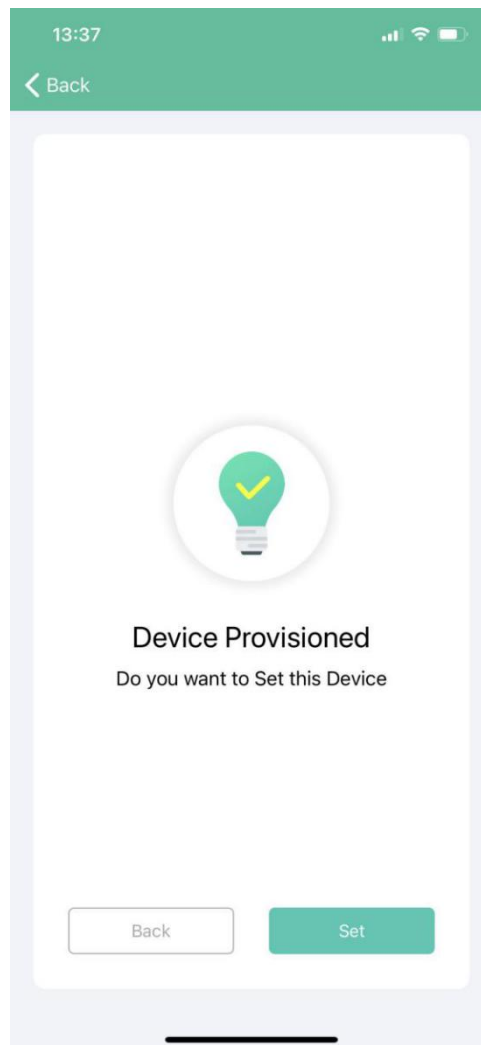 13:37
Back
Device Provisioned
Do you want to Set this Device
Back Set